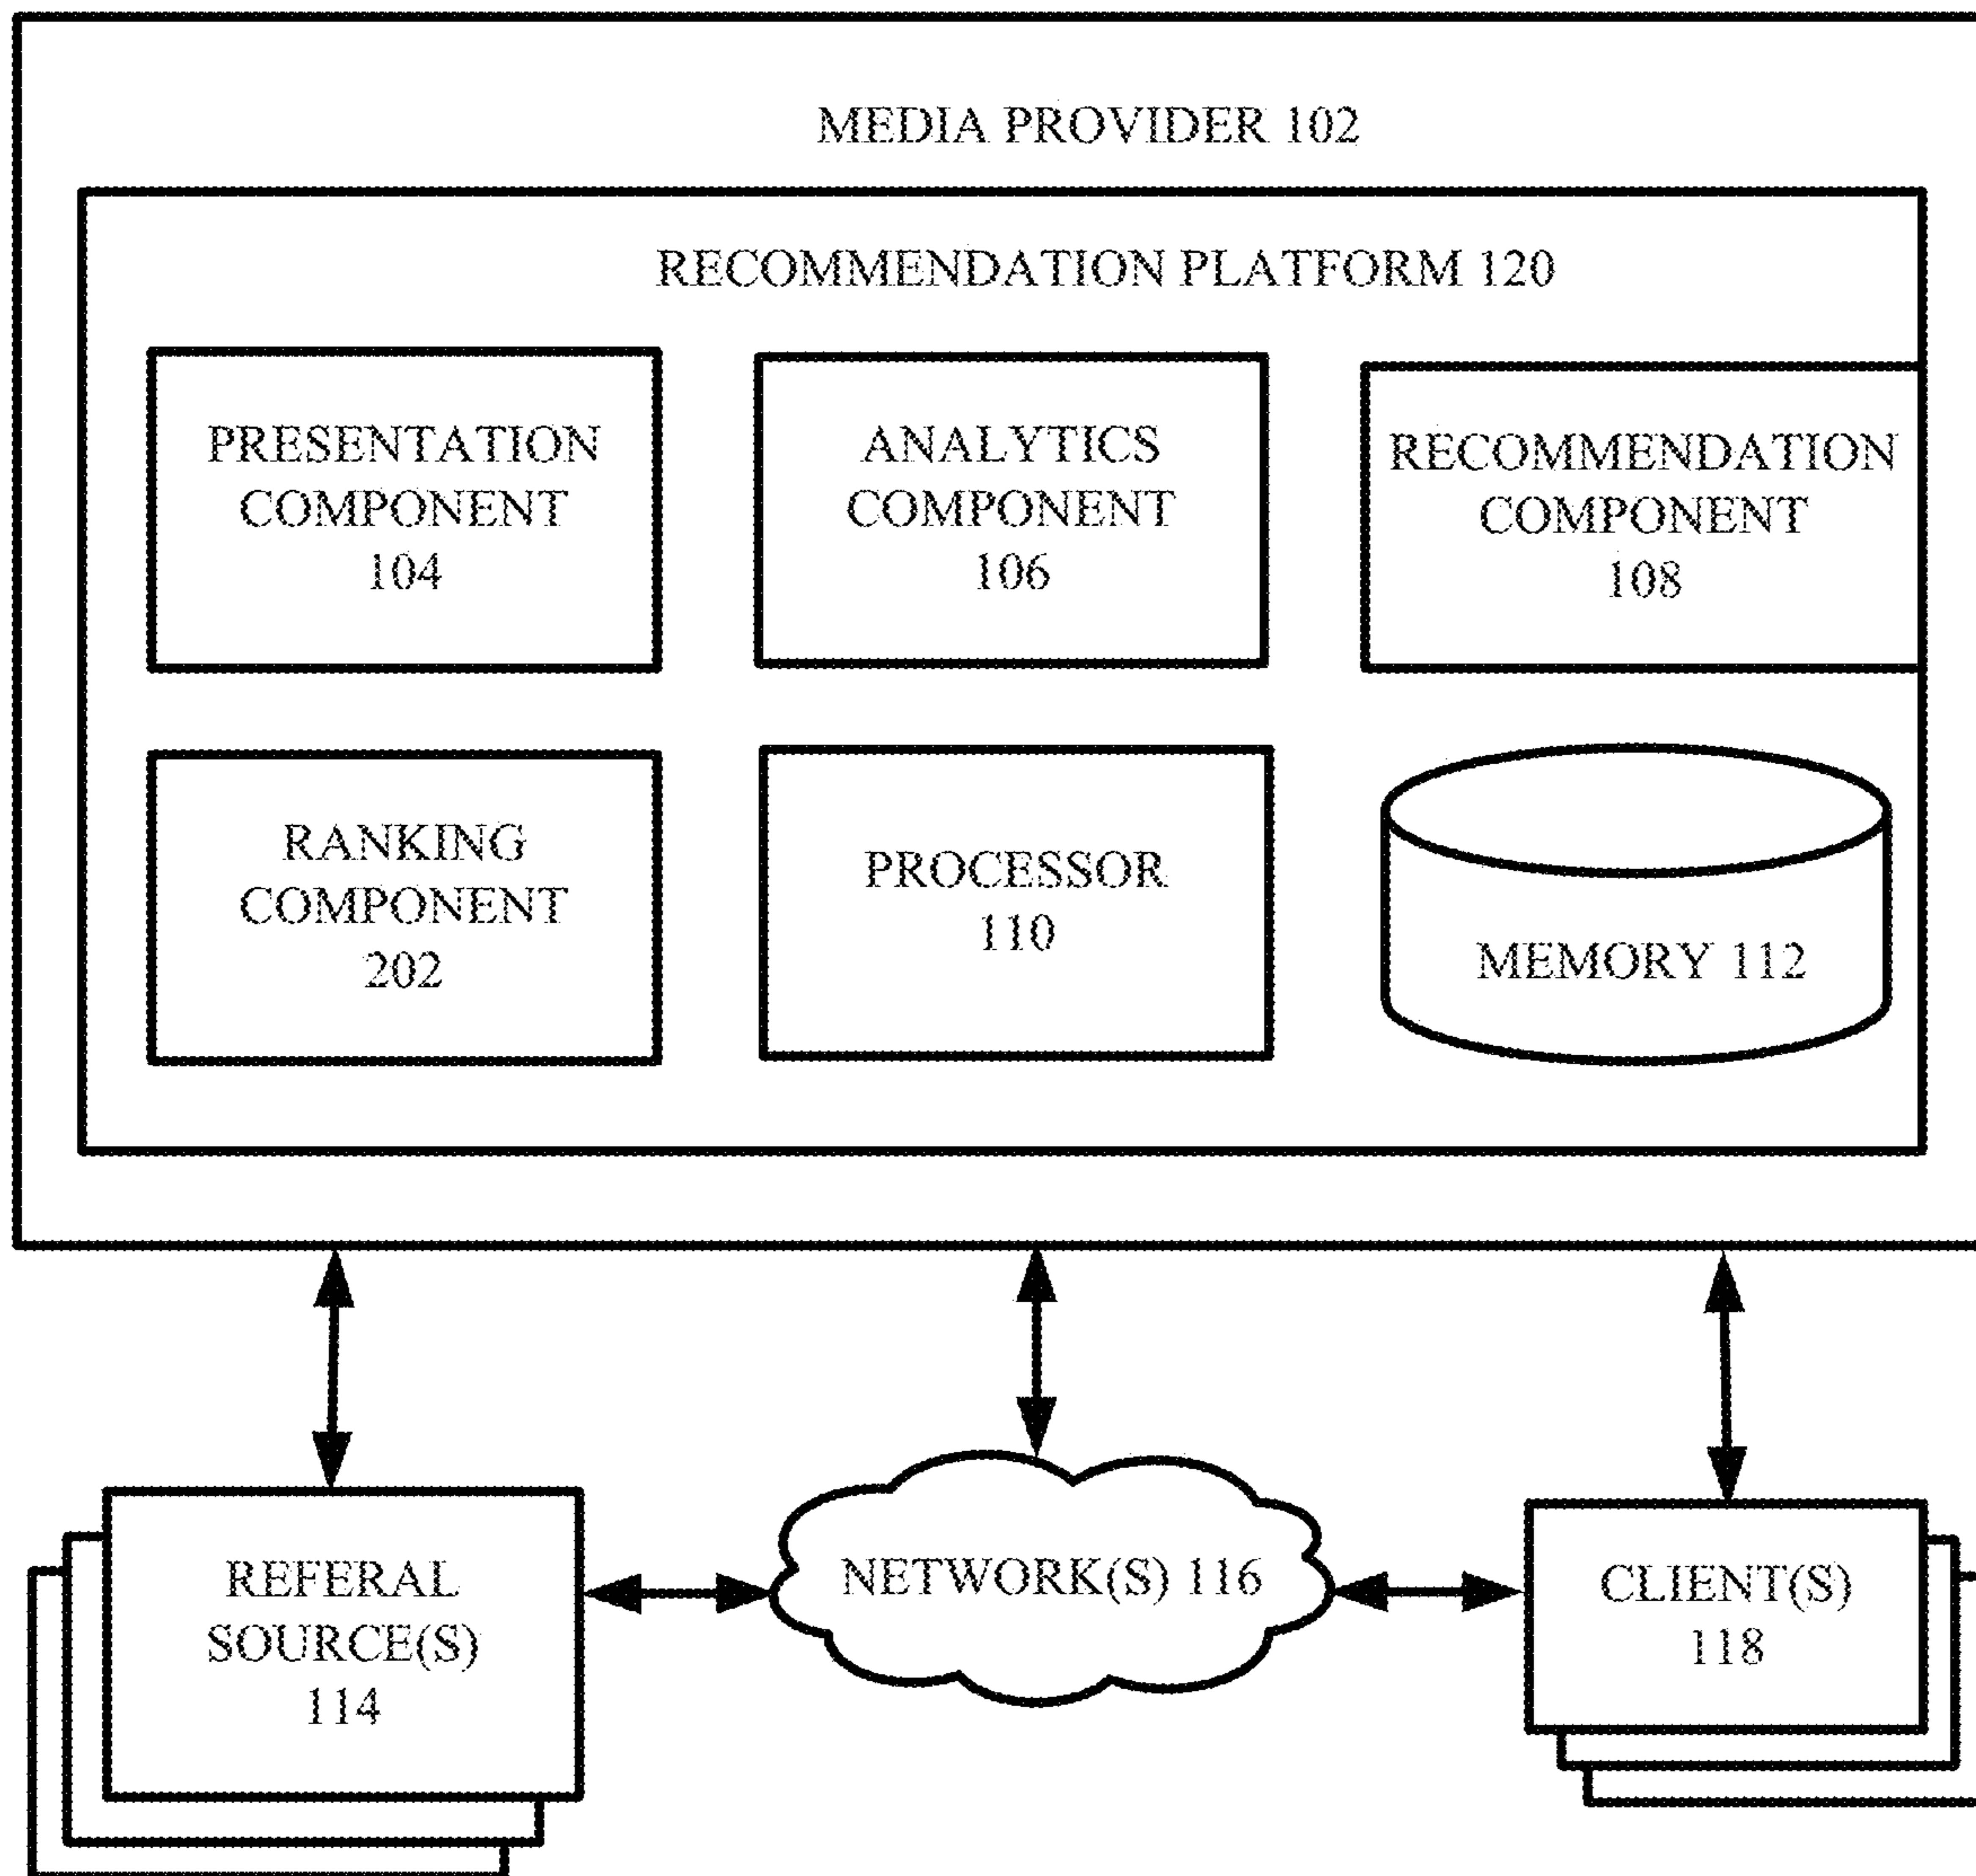 MEDIA PROVIDER 102
RECOMMENDATION PLATFORM 120
PRESENTATION
COMPONENT
104
ANALYTICS
COMPONENT
106
RECOMMENDATION
COMPONENT
108
RANKING
COMPONENT
202
PROCESSOR
110
MEMORY 112
REFERAL
SOURCE(S)
114
NETWORK(S) 116
CLIENT(S)
118